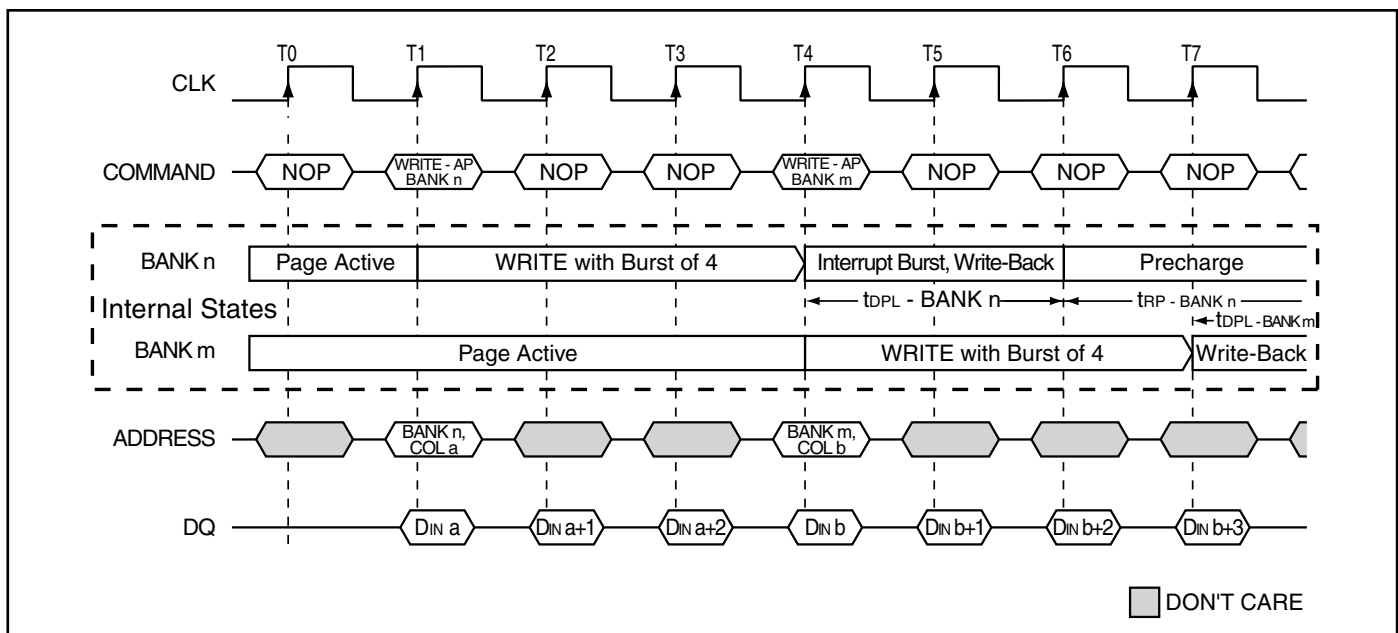 T0 T1 T2 T3 T4 T5 T6 T7
CLK
COMMAND NOP WRITE - AP BANK n NOP NOP WRITE - AP BANK m NOP NOP NOP
BANK n Page Active WRITE with Burst of 4 Interrupt Burst, Write-Back Precharge
tDPL - BANK n tRP - BANK n
Internal States
tDPL - BANK m
BANK m Page Active WRITE with Burst of 4 Write-Back
ADDRESS BANK n, COL a BANK m, COL b
DQ DIN a DIN a+1 DIN a+2 DIN b DIN b+1 DIN b+2 DIN b+3
DON'T CARE